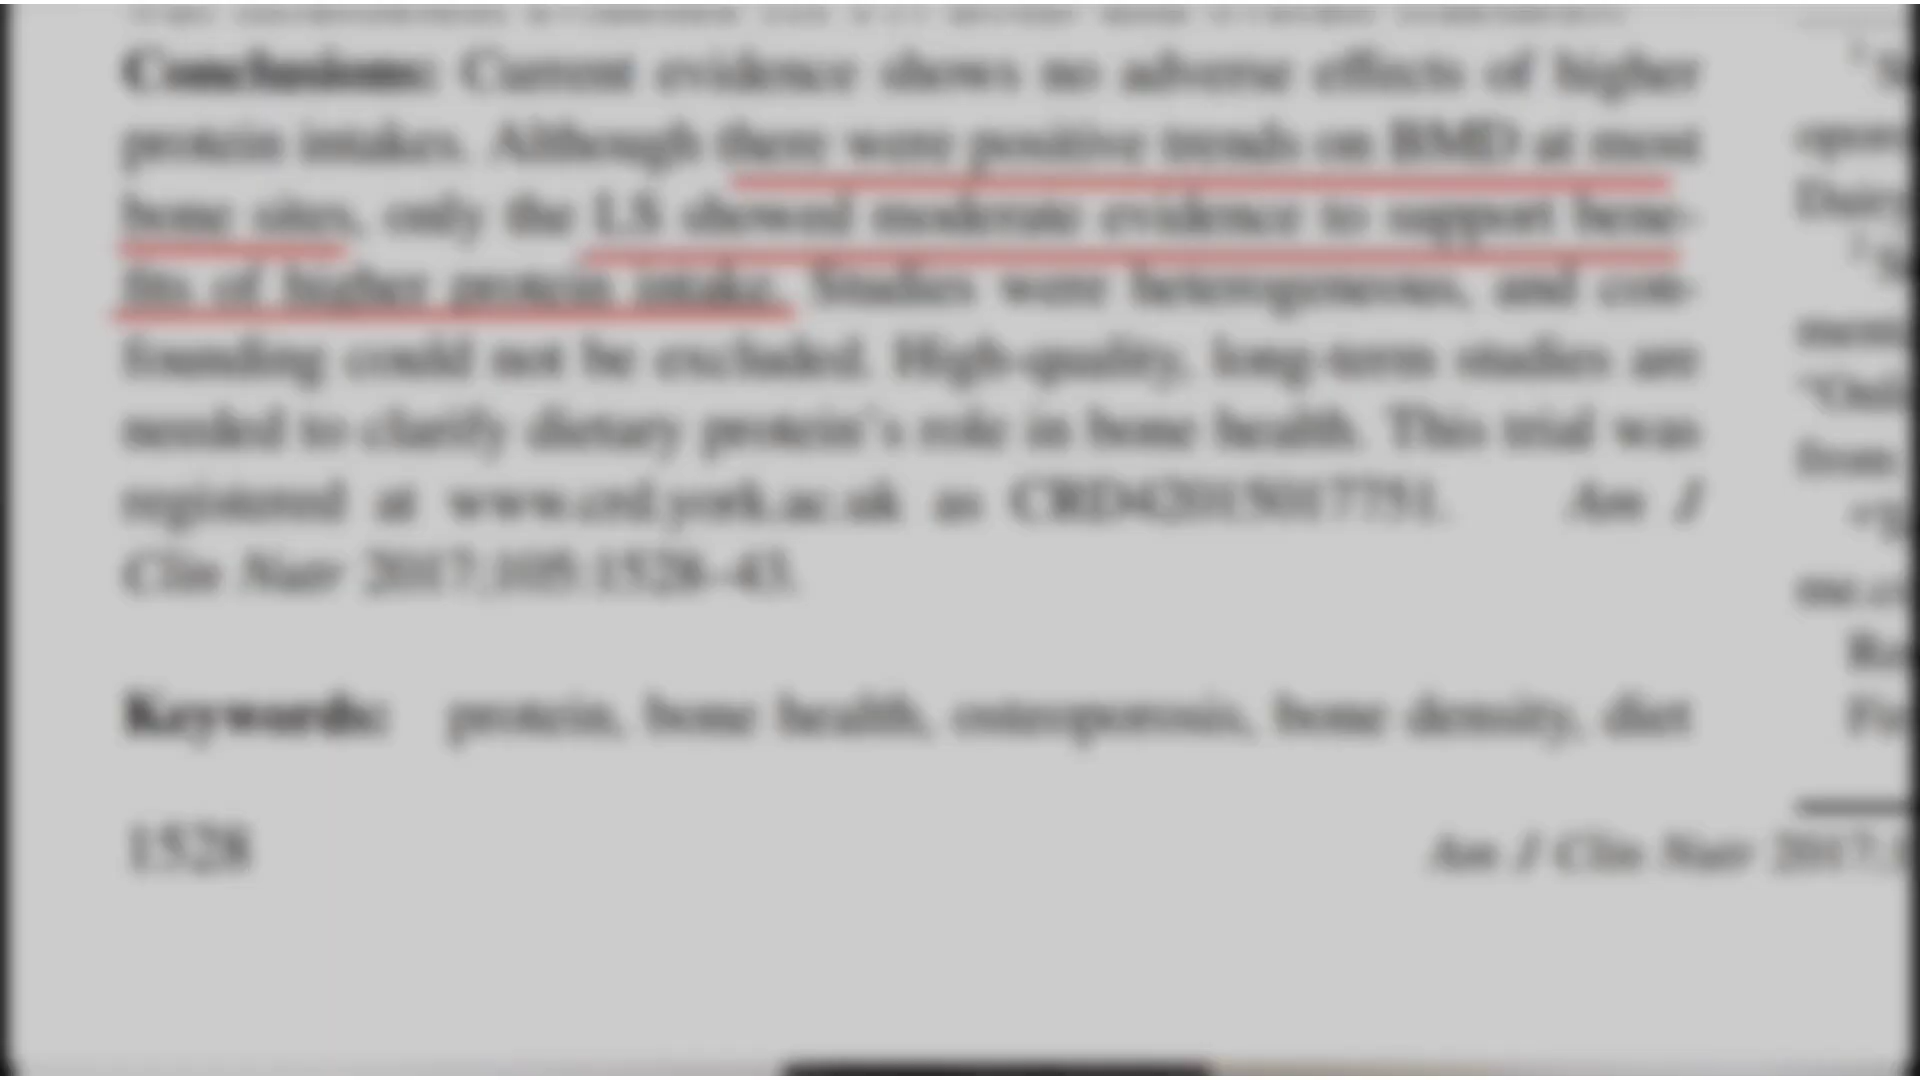 Conclusions: Current evidence shows no adverse effects of higher
protein intakes. Although there were positive trends on BMD at most
bone sites, only the LS showed moderate evidence to support bene-
fits of higher protein intake. Studies were heterogeneous, and con-
founding could not be excluded. High-quality, long-term studies are
needed to clarify dietary protein's role in bone health. This trial was
registered at www.crd.york.ac.uk as CRD42015017751. Am J
Clin Nutr 2017;105:1528–43.
Keywords: protein, bone health, osteoporosis, bone density, diet
1528
Am J Clin Nutr 2017;1
Dairy
from